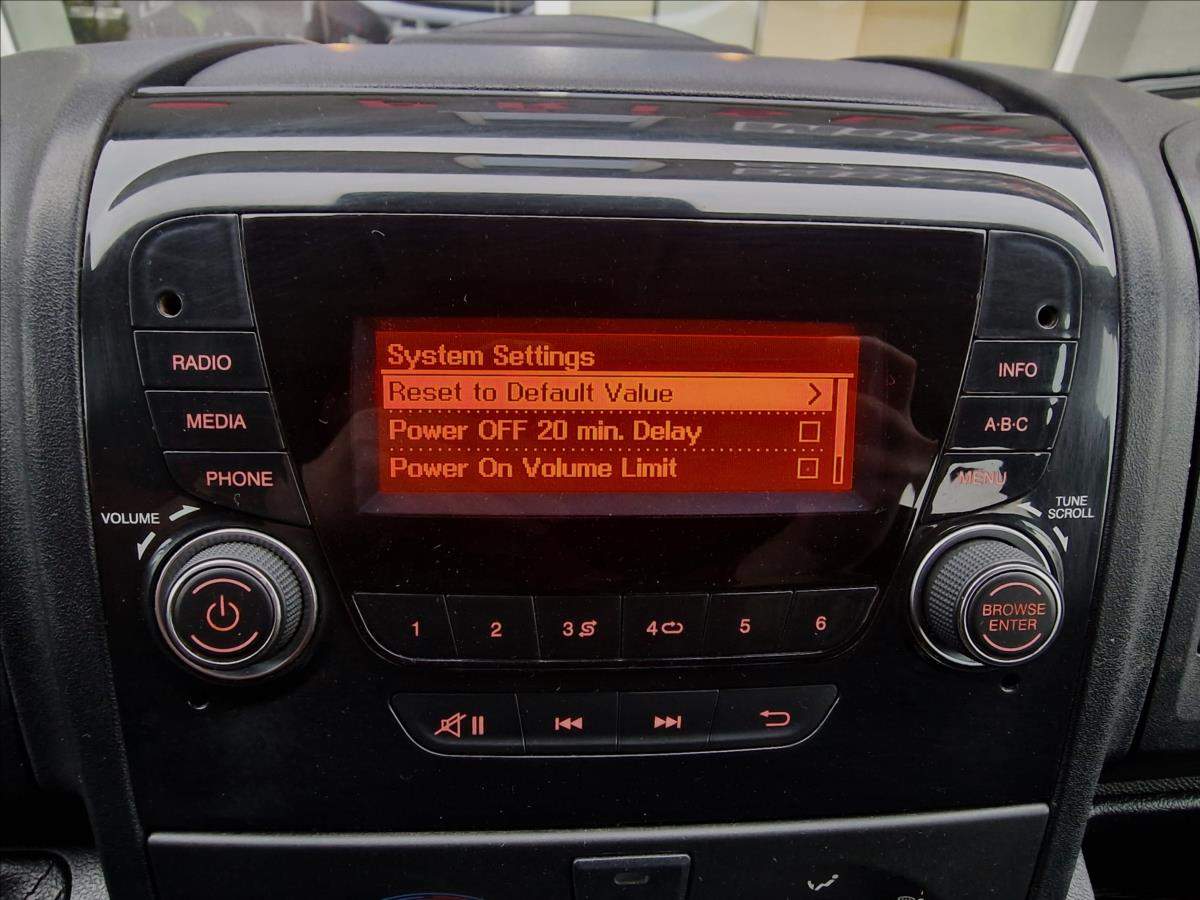 System Settings
Reset to Default Value >
Power OFF 20 min. Delay
Power On Volume Limit
RADIO
MEDIA
PHONE
VOLUME
INFO
A·B·C
MENU
TUNE
SCROLL
BROWSE
ENTER
1
2
3
4
5
6